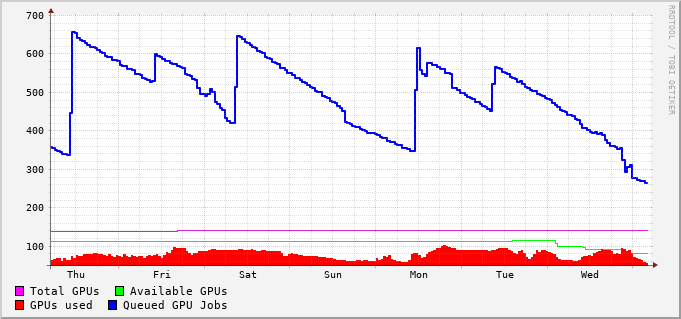 700
600
500
400
300
200
100
Thu Fri Sat Sun Mon Tue Wed
Total GPUs Available GPUs
GPUs used Queued GPU Jobs
RRDTOOL / TOBI OETIKER